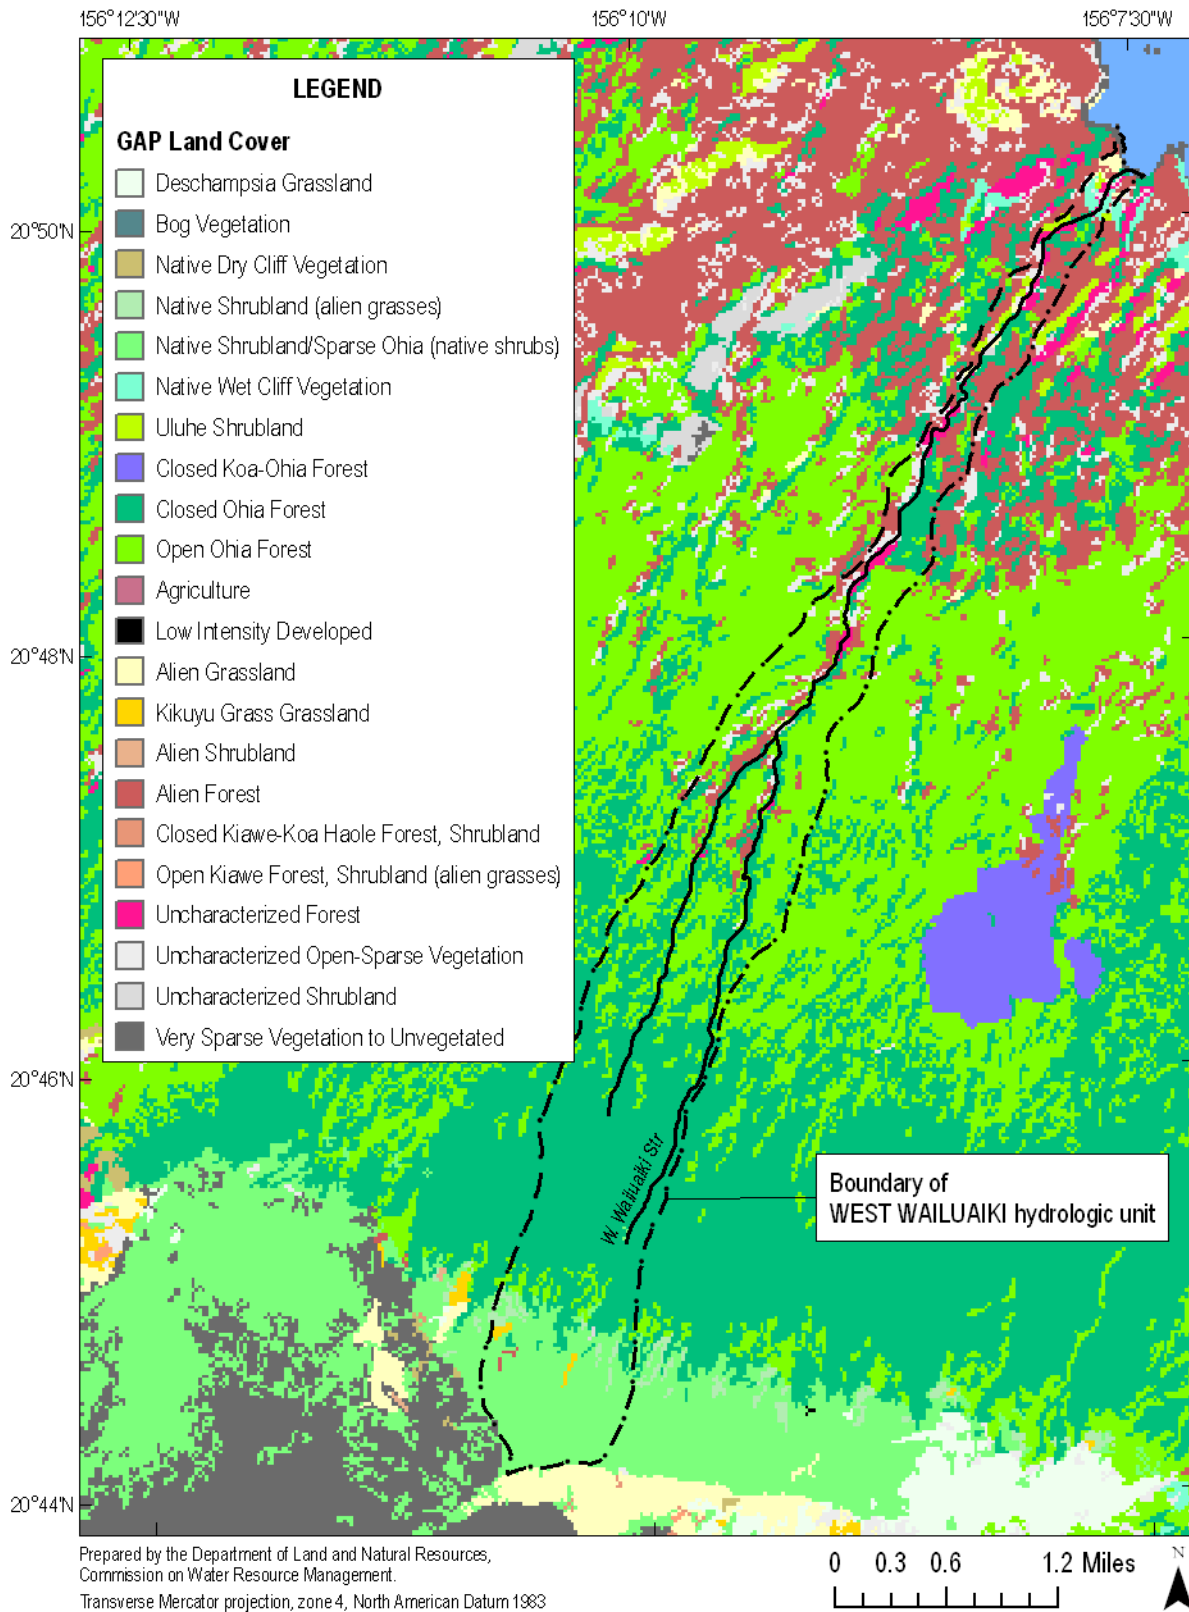 156°12'30"W
156°10'W
156°7'30"W
LEGEND
GAP Land Cover
Deschampsia Grassland
Bog Vegetation
20°50'N
Native Dry Cliff Vegetation
Native Shrubland (alien grasses)
Native Shrubland/Sparse Ohia (native shrubs)
Native Wet Cliff Vegetation
Uluhe Shrubland
Closed Koa-Ohia Forest
Closed Ohia Forest
Open Ohia Forest
Agriculture
Low Intensity Developed
20°48'N
Alien Grassland
Kikuyu Grass Grassland
Alien Shrubland
Alien Forest
Closed Kiawe-Koa Haole Forest, Shrubland
Open Kiawe Forest, Shrubland (alien grasses)
Uncharacterized Forest
Uncharacterized Open-Sparse Vegetation
Uncharacterized Shrubland
Very Sparse Vegetation to Unvegetated
20°46'N
W. Wailuaiki Str
Boundary of
WEST WAILUAIKI hydrologic unit
20°44'N
Prepared by the Department of Land and Natural Resources,
Commission on Water Resource Management.
Transverse Mercator projection, zone 4, North American Datum 1983
0 0.3 0.6 1.2 Miles
N